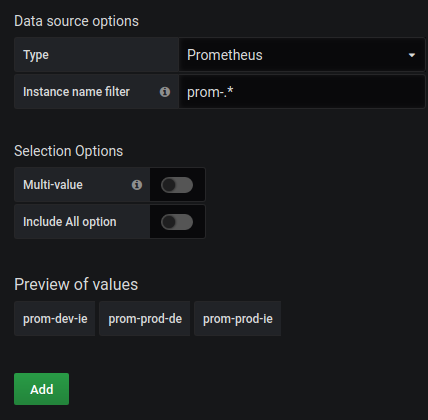 Data source options
Type Prometheus
Instance name filter prom-.*
Selection Options
Multi-value
Include All option
Preview of values
prom-dev-ie prom-prod-de prom-prod-ie
Add